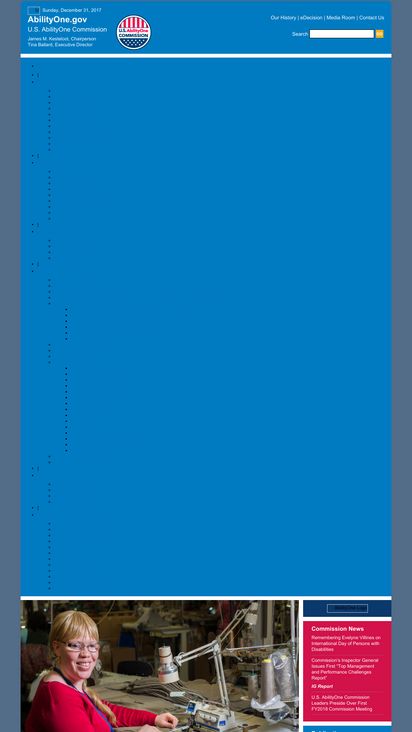 Sunday, December 31, 2017
AbilityOne.gov
U.S. AbilityOne Commission
James M. Kesteloot, Chairperson
Tina Ballard, Executive Director
U.S.AbilityOne
COMMISSION
Our History | eDecision | Media Room | Contact Us
Search
Commission News
Remembering Evelyne Villines on
International Day of Persons with
Disabilities
Commission's Inspector General
Issues First "Top Management
and Performance Challenges
Report"
IG Report
U.S. AbilityOne Commission
Leaders Preside Over First
FY2018 Commission Meeting